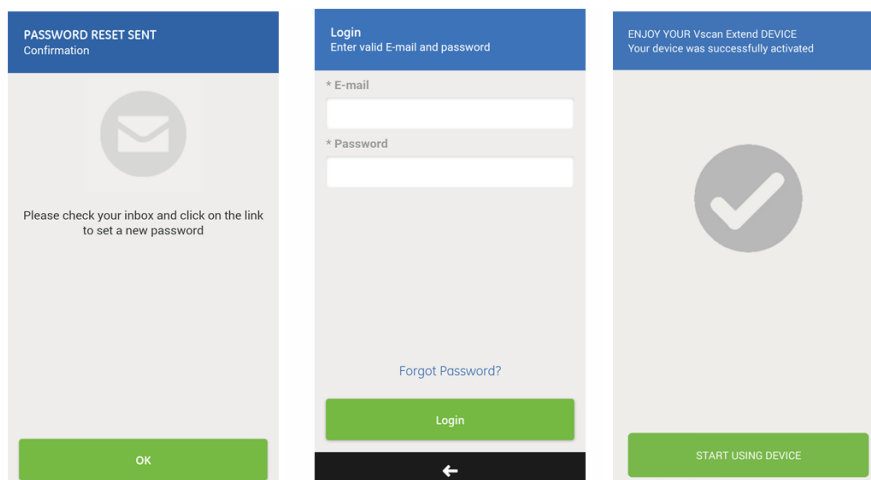 PASSWORD RESET SENT
Confirmation
Please check your inbox and click on the link
to set a new password
OK
Login
Enter valid E-mail and password
* E-mail
* Password
Forgot Password?
Login
ENJOY YOUR Vscan Extend DEVICE
Your device was successfully activated
START USING DEVICE